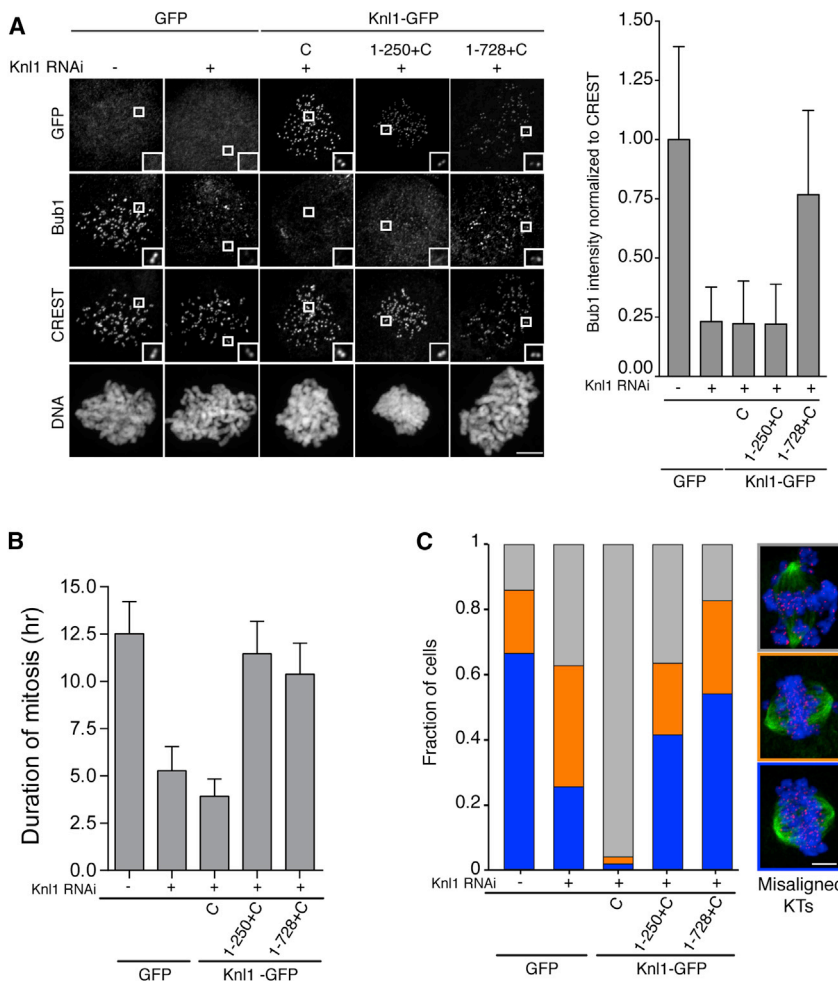 A
GFP
Knl1-GFP
C
1-250+C
1-728+C
Knl1 RNAi
-
+
+
+
+
GFP
Bub1
CREST
DNA
Bub1 intensity normalized to CREST
1.50
1.25
1.00
0.75
0.50
0.25
0.00
Knl1 RNAi
-
+
+
+
+
C
1-250+C
1-728+C
GFP
Knl1-GFP
B
Duration of mitosis (hr)
15.0
12.5
10.0
7.5
5.0
2.5
0.0
Knl1 RNAi
-
+
+
+
+
C
1-250+C
1-728+C
GFP
Knl1 -GFP
C
Fraction of cells
1
0.8
0.6
0.4
0.2
0
Knl1 RNAi
-
+
+
+
+
C
1-250+C
1-728+C
GFP
Knl1-GFP
Misaligned
KTs